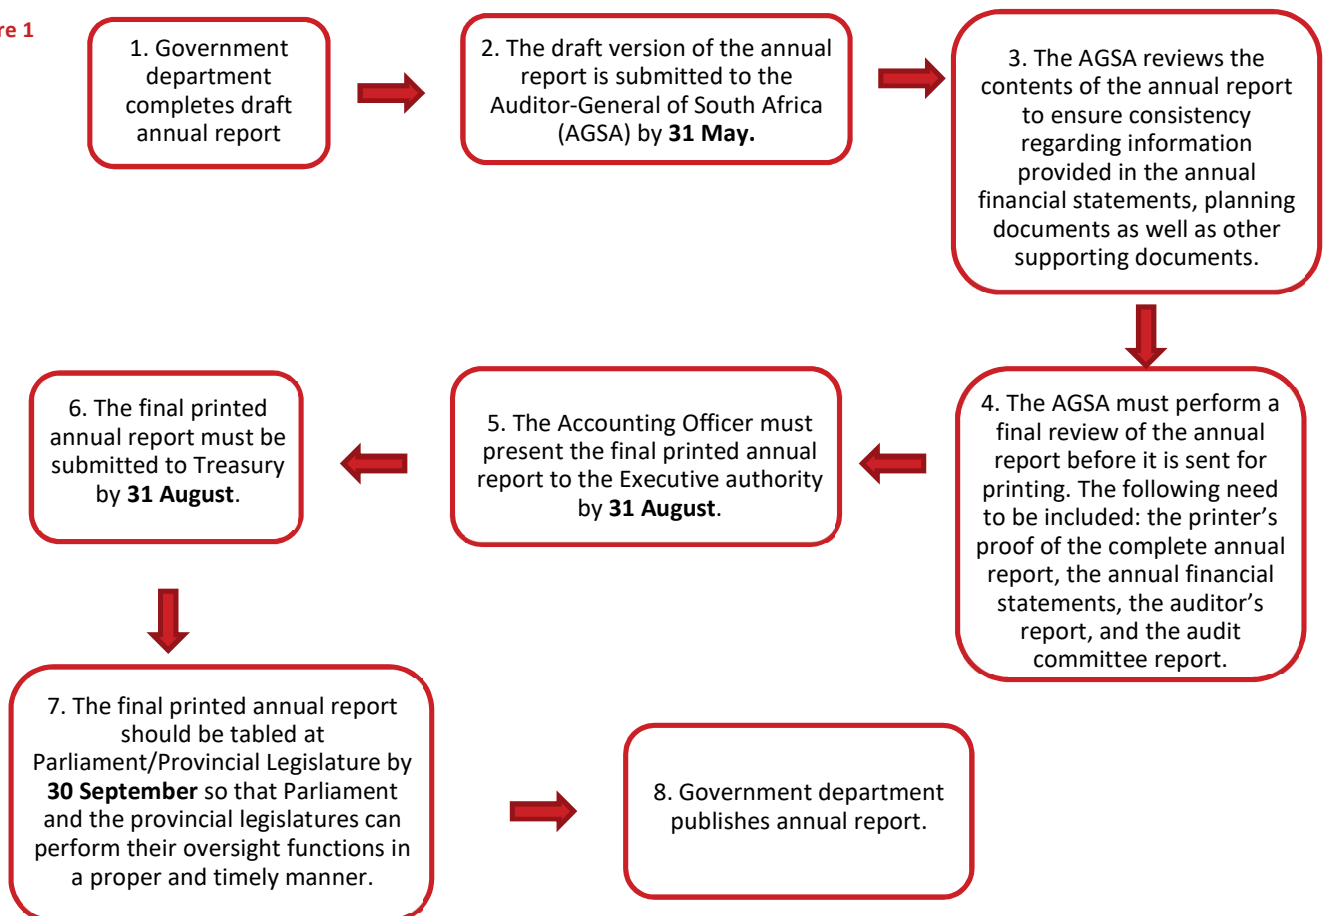 re 1
1. Government
department
completes draft
annual report
2. The draft version of the annual
report is submitted to the
Auditor-General of South Africa
(AGSA) by 31 May.
3. The AGSA reviews the
contents of the annual report
to ensure consistency
regarding information
provided in the annual
financial statements, planning
documents as well as other
supporting documents.
4. The AGSA must perform a
final review of the annual
report before it is sent for
printing. The following need
to be included: the printer’s
proof of the complete annual
report, the annual financial
statements, the auditor’s
report, and the audit
committee report.
5. The Accounting Officer must
present the final printed annual
report to the Executive authority
by 31 August.
6. The final printed
annual report must be
submitted to Treasury
by 31 August.
7. The final printed annual report
should be tabled at
Parliament/Provincial Legislature by
30 September so that Parliament
and the provincial legislatures can
perform their oversight functions in
a proper and timely manner.
8. Government department
publishes annual report.